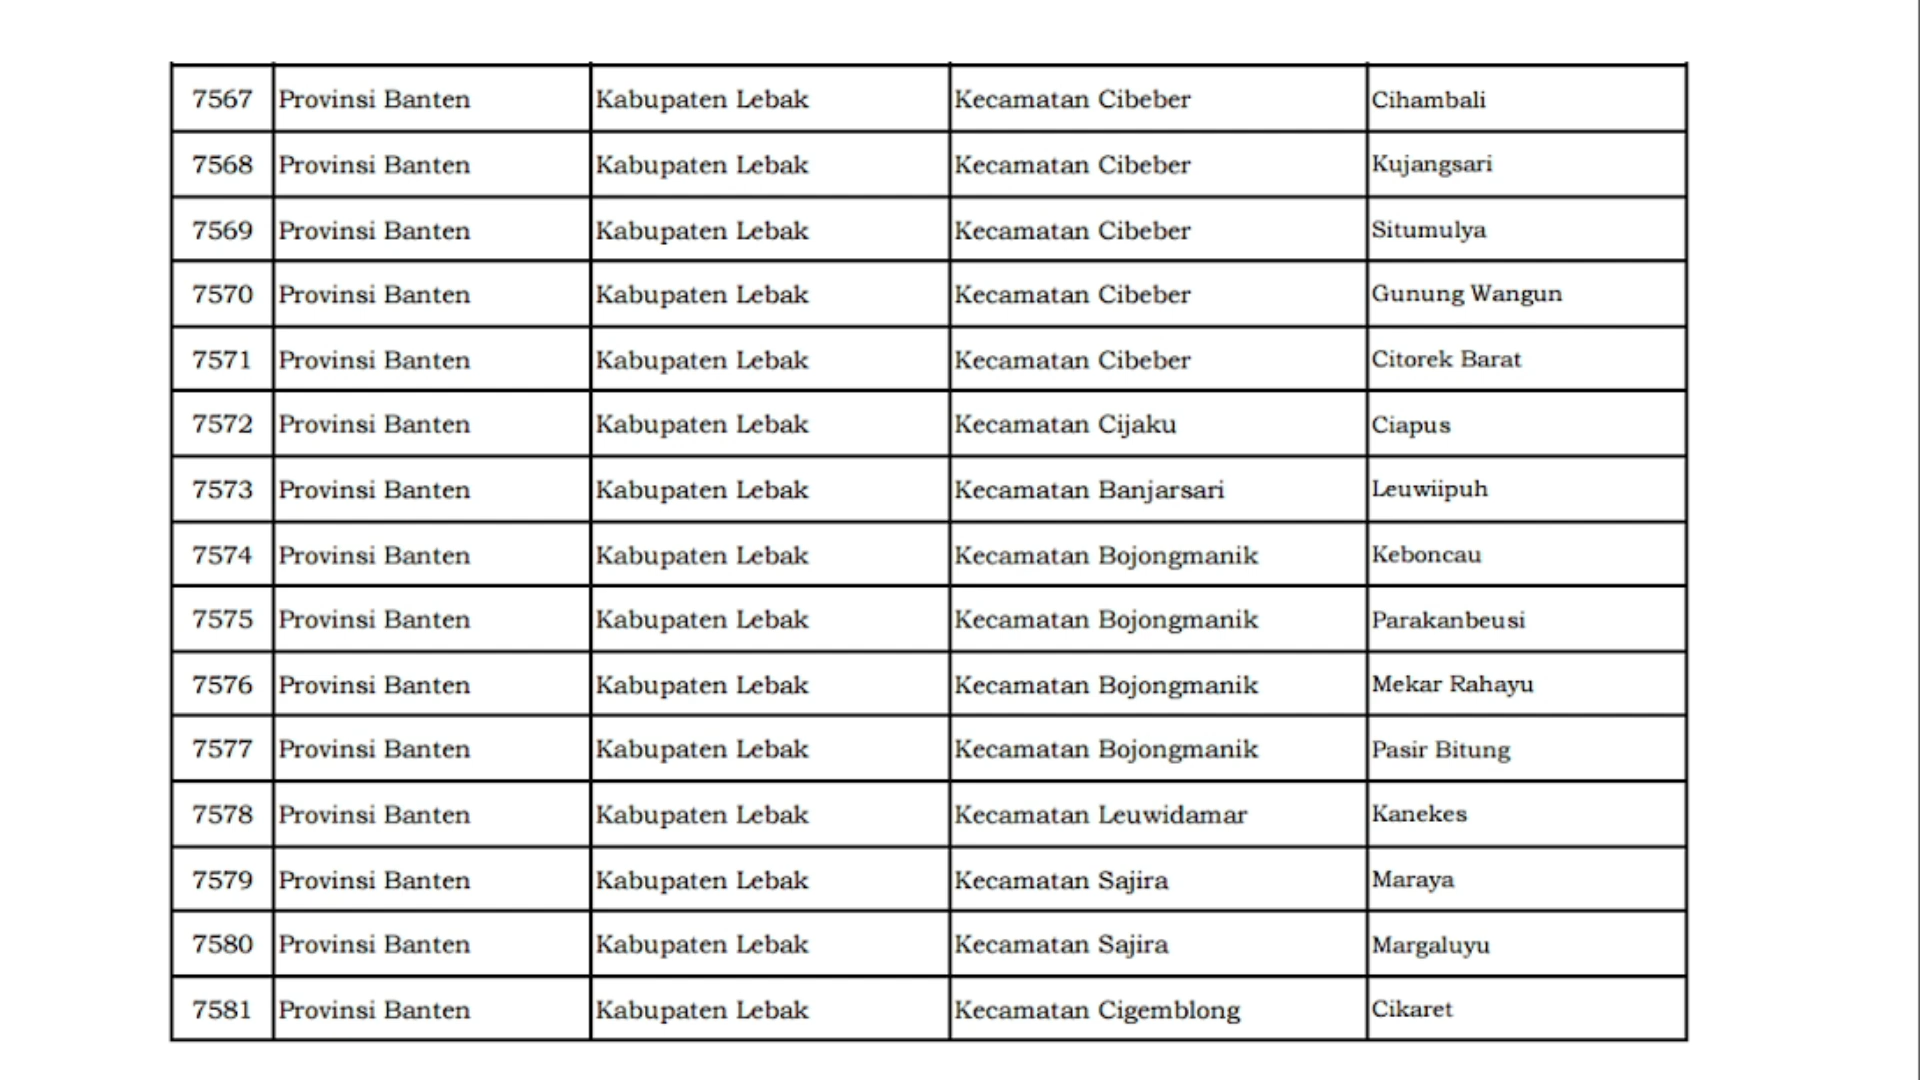 7567 Provinsi Banten Kabupaten Lebak Kecamatan Cibeber Cihambali
7568 Provinsi Banten Kabupaten Lebak Kecamatan Cibeber Kujangsari
7569 Provinsi Banten Kabupaten Lebak Kecamatan Cibeber Situmulya
7570 Provinsi Banten Kabupaten Lebak Kecamatan Cibeber Gunung Wangun
7571 Provinsi Banten Kabupaten Lebak Kecamatan Cibeber Citorek Barat
7572 Provinsi Banten Kabupaten Lebak Kecamatan Cijaku Ciapus
7573 Provinsi Banten Kabupaten Lebak Kecamatan Banjarsari Leuwiipuh
7574 Provinsi Banten Kabupaten Lebak Kecamatan Bojongmanik Keboncau
7575 Provinsi Banten Kabupaten Lebak Kecamatan Bojongmanik Parakanbeusi
7576 Provinsi Banten Kabupaten Lebak Kecamatan Bojongmanik Mekar Rahayu
7577 Provinsi Banten Kabupaten Lebak Kecamatan Bojongmanik Pasir Bitung
7578 Provinsi Banten Kabupaten Lebak Kecamatan Leuwidamar Kanekes
7579 Provinsi Banten Kabupaten Lebak Kecamatan Sajira Maraya
7580 Provinsi Banten Kabupaten Lebak Kecamatan Sajira Margaluyu
7581 Provinsi Banten Kabupaten Lebak Kecamatan Cigemblong Cikaret